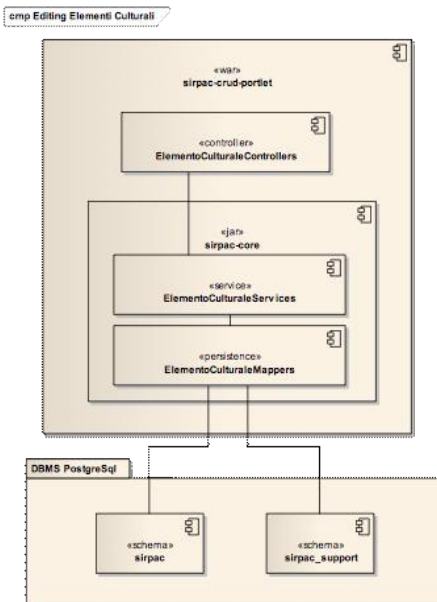 cmp Editing Elementi Culturali
«war»
sirpac-crud-portlet
«controller»
ElementoCulturaleControllers
«jar»
sirpac-core
«service»
ElementoCulturaleServices
«persistence»
ElementoCulturaleMappers
DBMS PostgreSql
«schema»
sirpac
«schema»
sirpac_support